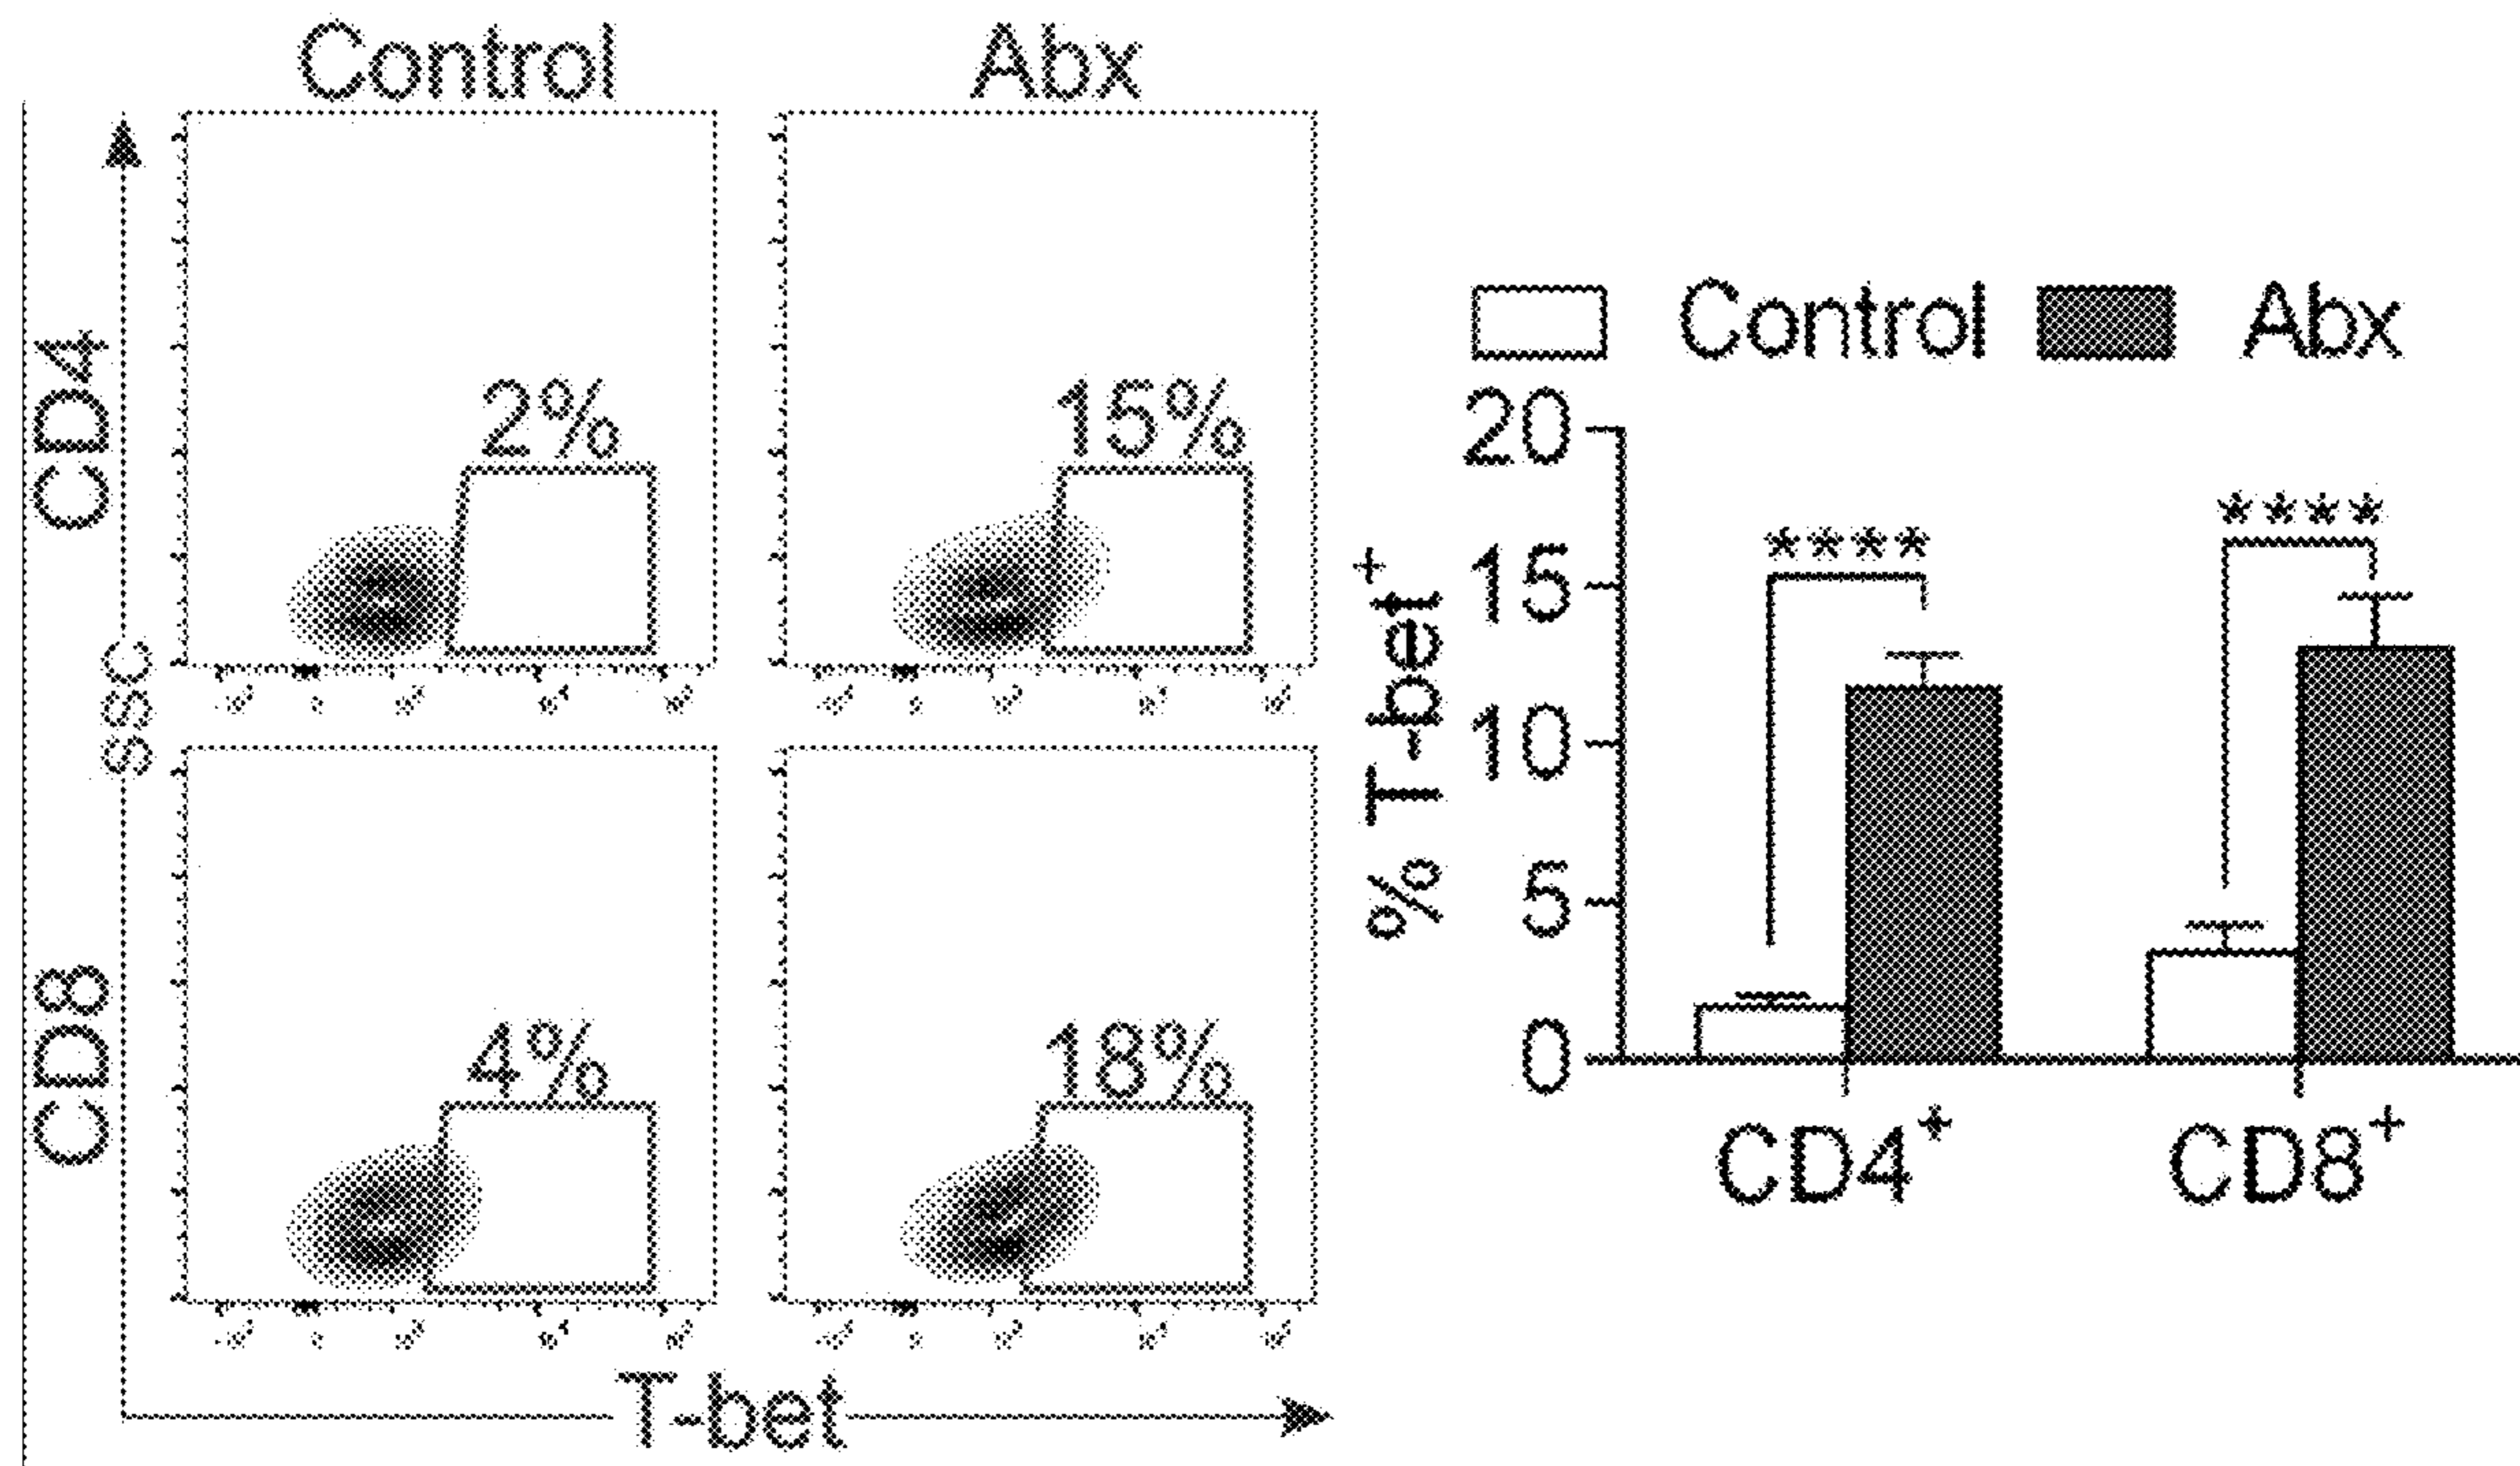 Control Abx
CD4
2% 15%
SSC
CD8
4% 18%
T-bet
Control Abx
% T-bet⁺
20
****
15
****
10
5
0
CD4⁺ CD8⁺